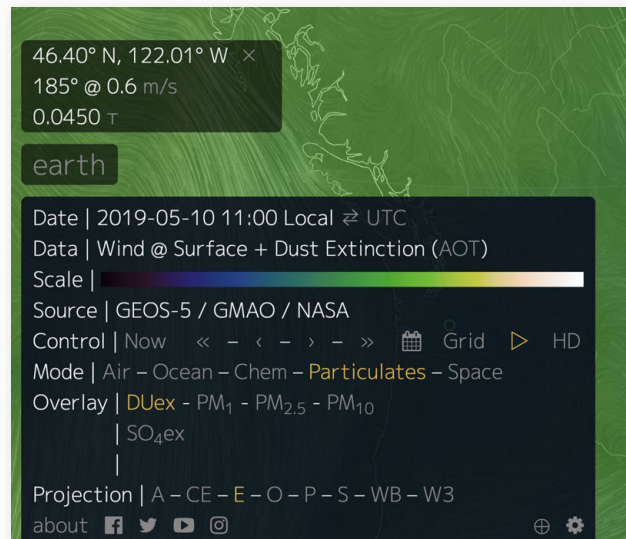 46.40° N, 122.01° W ×
185° @ 0.6 m/s
0.0450 τ
earth
Date | 2019-05-10 11:00 Local ⇄ UTC
Data | Wind @ Surface + Dust Extinction (AOT)
Scale |
Source | GEOS-5 / GMAO / NASA
Control | Now « – ‹ – › – » Grid ▷ HD
Mode | Air – Ocean – Chem – Particulates – Space
Overlay | DUex - PM₁ - PM₂.₅ - PM₁₀
| SO₄ex
|
Projection | A – CE – E – O – P – S – WB – W3
about